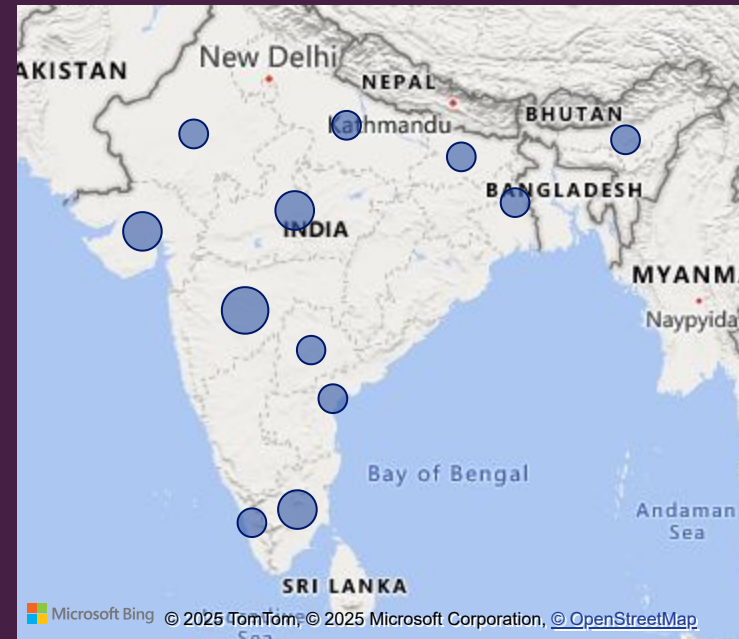 New Delhi
AKISTAN
NEPAL
BHUTAN
Kathmandu
BANGLADESH
INDIA
MYANM
Naypyida
Bay of Bengal
Andaman
Sea
SRI LANKA
Microsoft Bing
© 2025 TomTom, © 2025 Microsoft Corporation, © OpenStreetMap
Sea